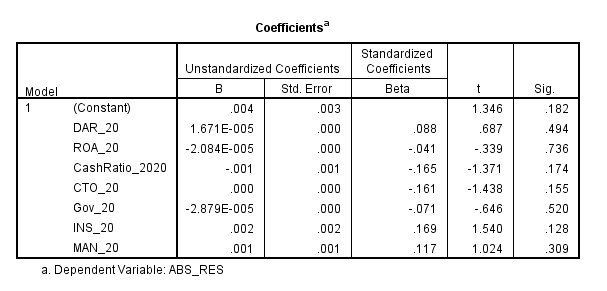 Coefficientsa
Unstandardized Coefficients Standardized Coefficients
Model B Std. Error Beta t Sig.
1 (Constant) .004 .003 1.346 .182
DAR_20 1.671E-005 .000 .088 .687 .494
ROA_20 -2.084E-005 .000 -.041 -.339 .736
CashRatio_2020 -.001 .001 -.165 -1.371 .174
CTO_20 .000 .000 -.161 -1.438 .155
Gov_20 -2.879E-005 .000 -.071 -.646 .520
INS_20 .002 .002 .169 1.540 .128
MAN_20 .001 .001 .117 1.024 .309
a. Dependent Variable: ABS_RES